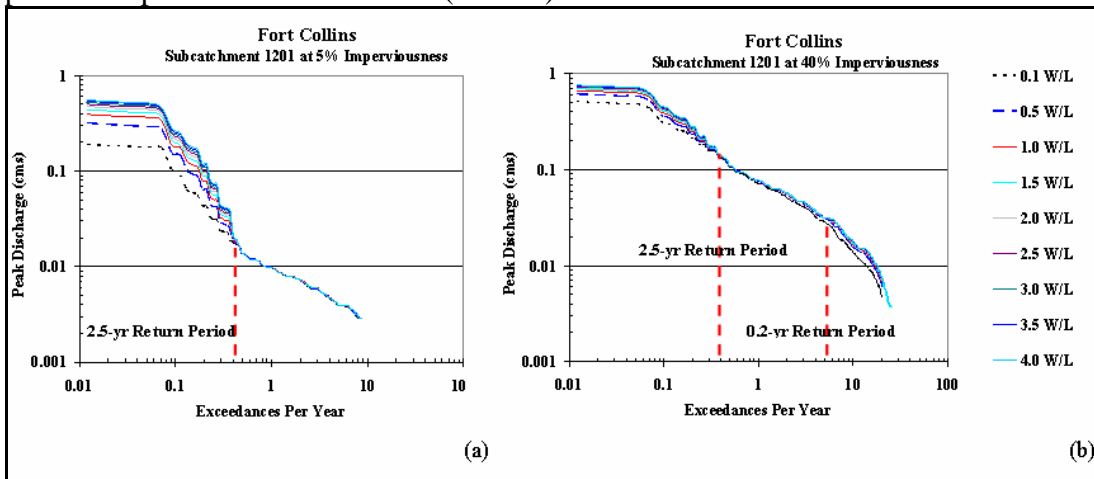 Fort Collins
Subcatchment 1201 at 5% Imperviousness
1
0.1
0.01
0.001
Peak Discharge (cms)
2.5-yr Return Period
0.01
0.1
1
10
10
Exceedances Per Year
(a)
Fort Collins
Subcatchment 1201 at 40% Imperviousness
1
0.1
0.01
0.001
Peak Discharge (cms)
2.5-yr Return Period
0.2-yr Return Period
0.01
0.1
1
10
100
Exceedances Per Year
(b)
0.1 W/L
0.5 W/L
1.0 W/L
1.5 W/L
2.0 W/L
2.5 W/L
3.0 W/L
3.5 W/L
4.0 W/L